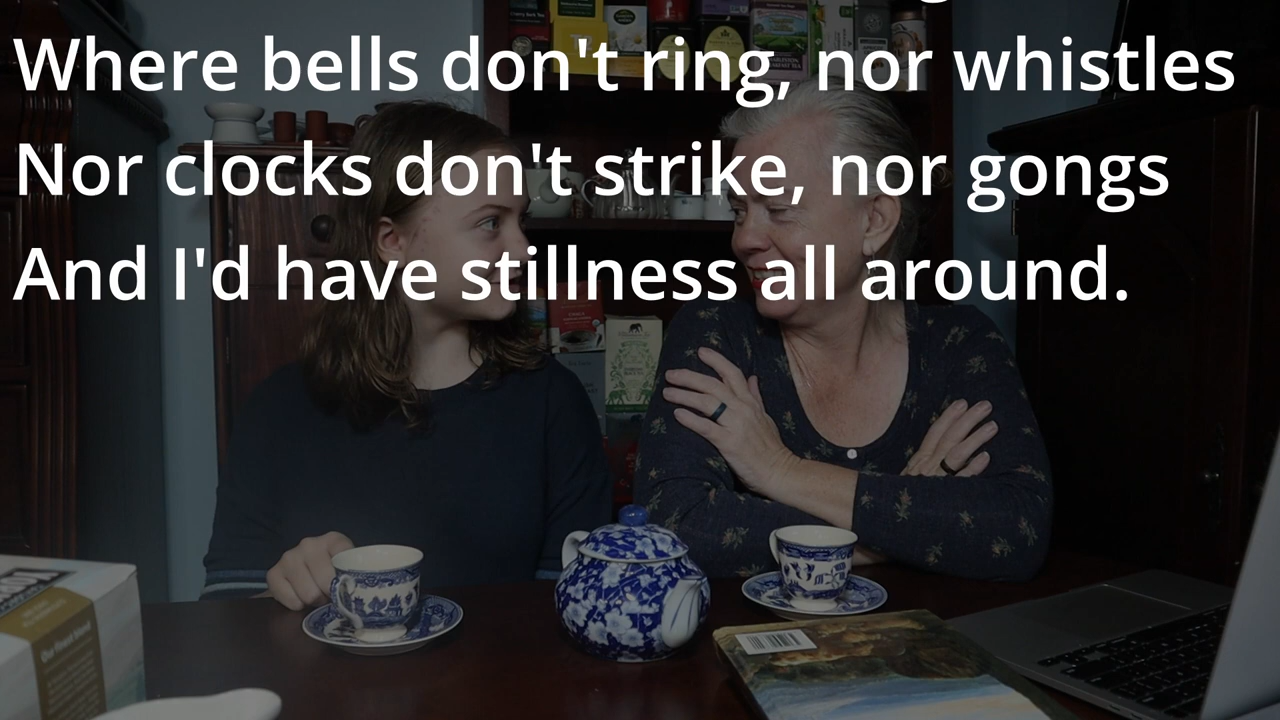 Where bells don't ring, nor whistles
Nor clocks don't strike, nor gongs
And I'd have stillness all around.